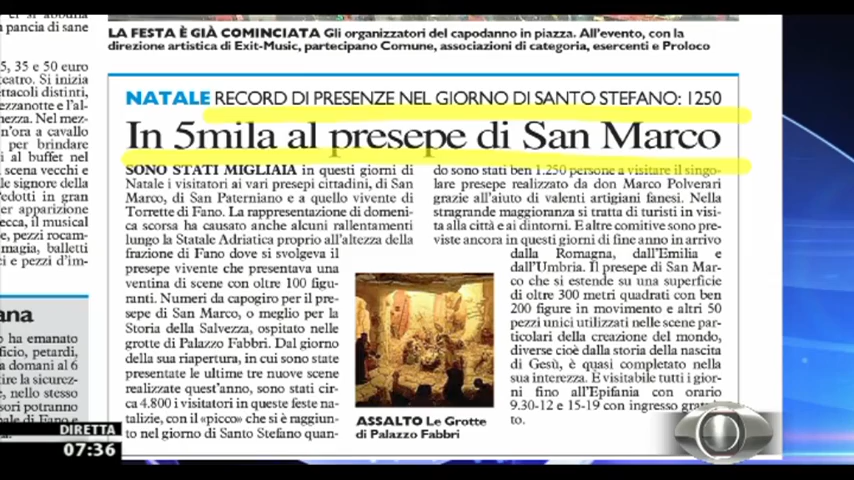 ci si abbuffa
n pancia di sane
5, 35 e 50 euro
eatro. Si inizia
ettacoli distinti,
ezzanotte e l'al-
ghezza. Nel mez-
n'ora a cavallo
per brindare
i al buffet nel
scena vecchi e
le signore della
edotti in gran
er apparizione
ecca, il musical
e, pezzi rocam-
magia, balletti
ci e pezzi d'im-
ana
o ha emanato
ficio, petardi,
a domani al 6
tire la sicurez-
e, nello stesso
sori potranno
LA FESTA È GIÀ COMINCIATA Gli organizzatori del capodanno in piazza. All'evento, con la
direzione artistica di Exit-Music, partecipano Comune, associazioni di categoria, esercenti e Proloco
NATALE RECORD DI PRESENZE NEL GIORNO DI SANTO STEFANO: 1250
In 5mila al presepe di San Marco
SONO STATI MIGLIAIA in questi giorni di
Natale i visitatori ai vari presepi cittadini, di San
Marco, di San Paterniano e a quello vivente di
Torrette di Fano. La rappresentazione di domeni-
ca scorsa ha causato anche alcuni rallentamenti
lungo la Statale Adriatica proprio all'altezza della
frazione di Fano dove si svolgeva il
presepe vivente che presentava una
ventina di scene con oltre 100 figu-
ranti. Numeri da capogiro per il pre-
sepe di San Marco, o meglio per la
Storia della Salvezza, ospitato nelle
grotte di Palazzo Fabbri. Dal giorno
della sua riapertura, in cui sono state
presentate le ultime tre nuove scene
realizzate quest'anno, sono stati cir-
ca 4.800 i visitatori in queste feste na-
talizie, con il «picco» che si è raggiun-
to nel giorno di Santo Stefano quan-
do sono stati ben 1.250 persone a visitare il singo-
lare presepe realizzato da don Marco Polverari
grazie all'aiuto di valenti artigiani fanesi. Nella
stragrande maggioranza si tratta di turisti in visi-
ta alla città e ai dintorni. E altre comitive sono pre-
viste ancora in questi giorni di fine anno in arrivo
dalla Romagna, dall'Emilia e
dall'Umbria. Il presepe di San Mar-
co che si estende su una superficie
di oltre 300 metri quadrati con ben
200 figure in movimento e altri 50
pezzi unici utilizzati nelle scene par-
ticolari della creazione del mondo,
diverse cioè dalla storia della nascita
di Gesù, è quasi completato nella
sua interezza. È visitabile tutti i gior-
ni fino all'Epifania con orario
9.30-12 e 15-19 con ingresso gratui-
to.
ASSALTO Le Grotte
di Palazzo Fabbri
DIRETTA
07:36